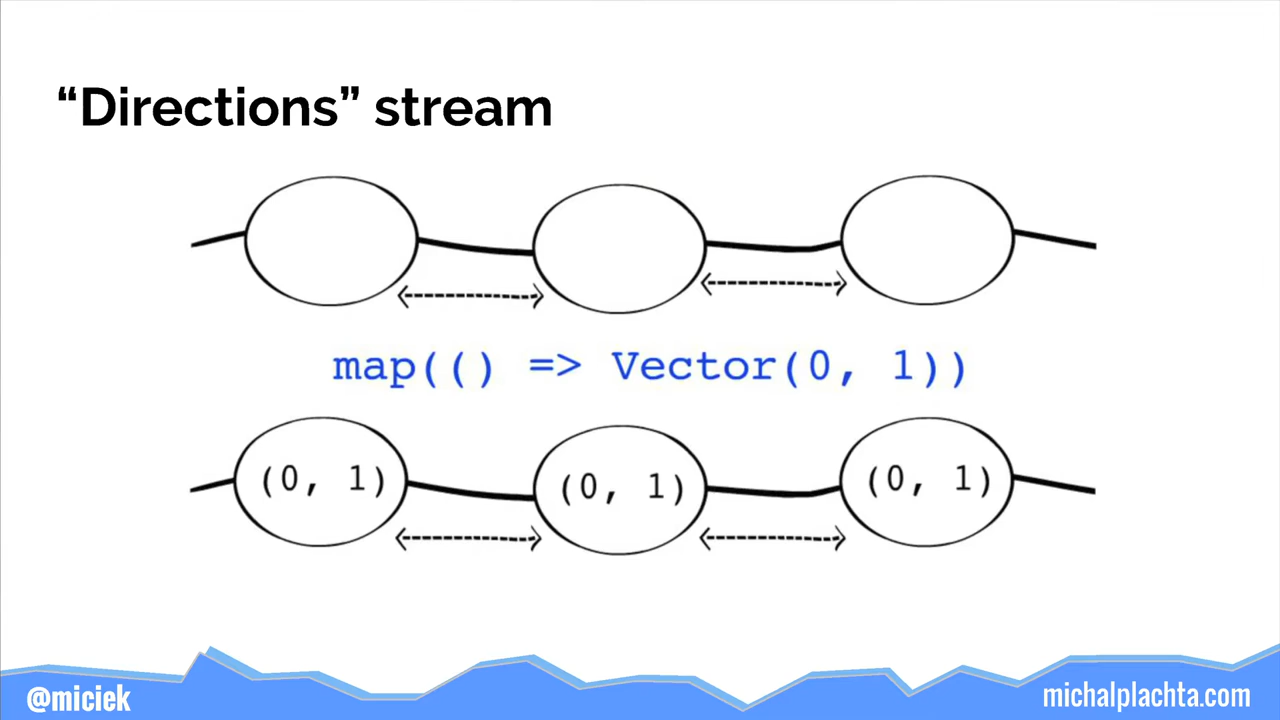 “Directions” stream
map(() => Vector(0, 1))
(0, 1) (0, 1) (0, 1)
@miciek
michalplachta.com